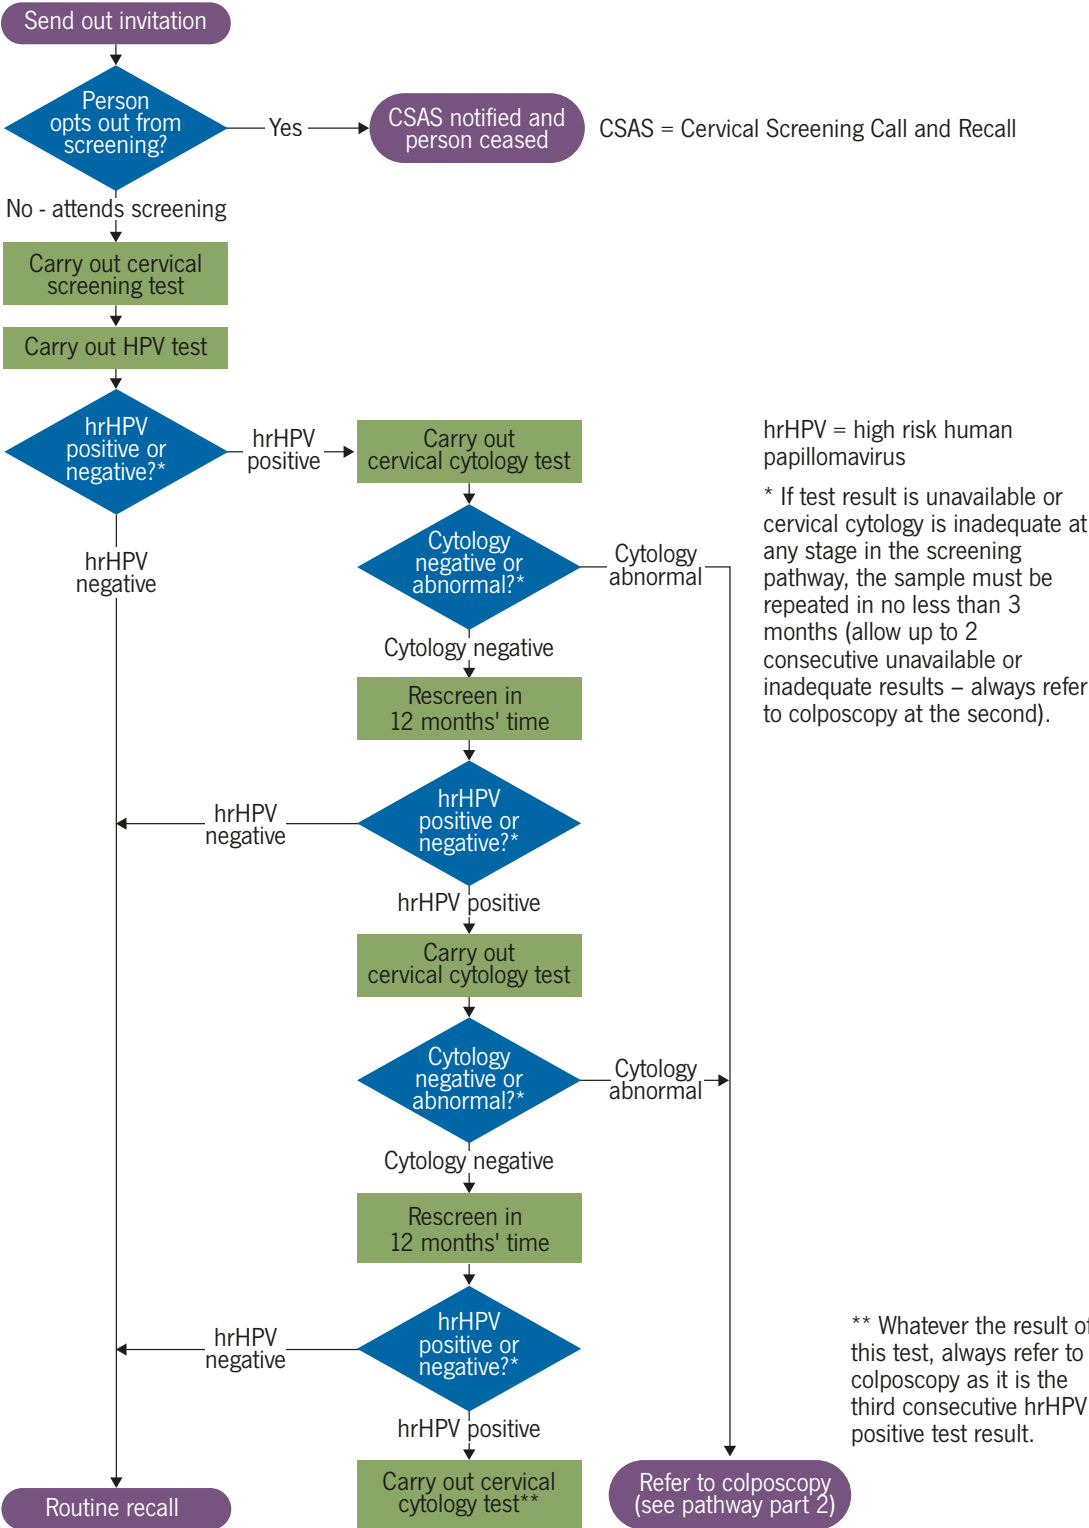 Send out invitation
Person
opts out from
screening?
Yes
CSAS notified and
person ceased
CSAS = Cervical Screening Call and Recall
No - attends screening
Carry out cervical
screening test
Carry out HPV test
hrHPV
positive or
negative?*
hrHPV
positive
Carry out
cervical cytology test
hrHPV = high risk human
papillomavirus
* If test result is unavailable or
cervical cytology is inadequate at
any stage in the screening
pathway, the sample must be
repeated in no less than 3
months (allow up to 2
consecutive unavailable or
inadequate results – always refer
to colposcopy at the second).
hrHPV
negative
Cytology
negative or
abnormal?*
Cytology
abnormal
Cytology negative
Rescreen in
12 months' time
hrHPV
positive or
negative?*
hrHPV
negative
hrHPV positive
Carry out
cervical cytology test
Cytology
negative or
abnormal?*
Cytology
abnormal
Cytology negative
Rescreen in
12 months' time
hrHPV
positive or
negative?*
hrHPV
negative
** Whatever the result of
this test, always refer to
colposcopy as it is the
third consecutive hrHPV
positive test result.
hrHPV positive
Carry out cervical
cytology test**
Refer to colposcopy
(see pathway part 2)
Routine recall